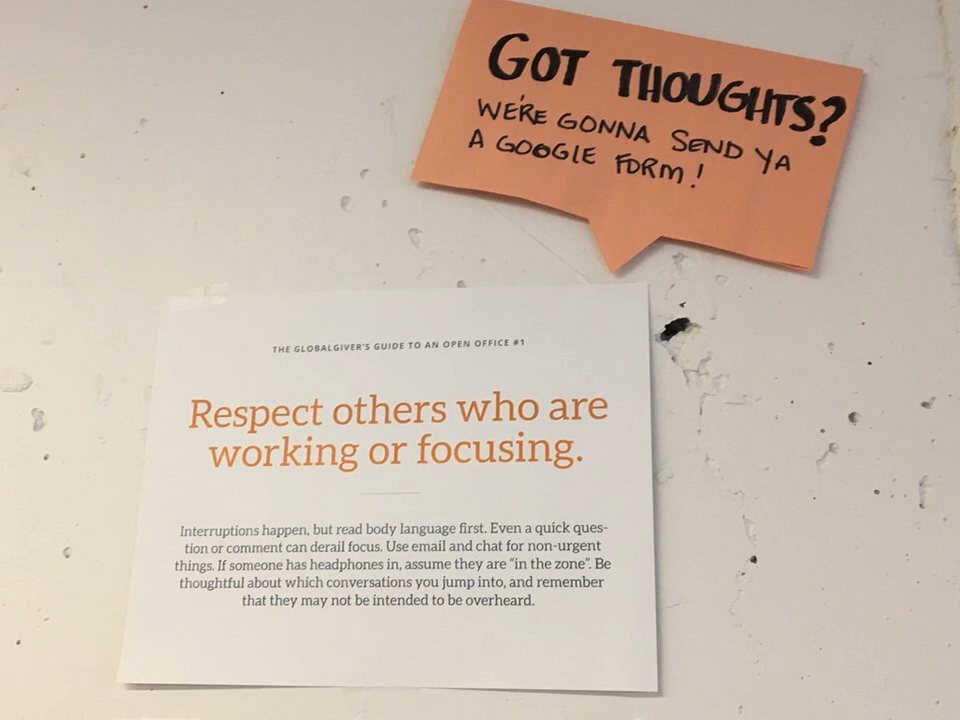 GOT THOUGHTS?
WE'RE GONNA SEND YA
A GOOGLE FORM!
THE GLOBALGIVER'S GUIDE TO AN OPEN OFFICE #1
Respect others who are
working or focusing.
Interruptions happen, but read body language first. Even a quick ques-
tion or comment can derail focus. Use email and chat for non-urgent
things. If someone has headphones in, assume they are "in the zone". Be
thoughtful about which conversations you jump into, and remember
that they may not be intended to be overheard.